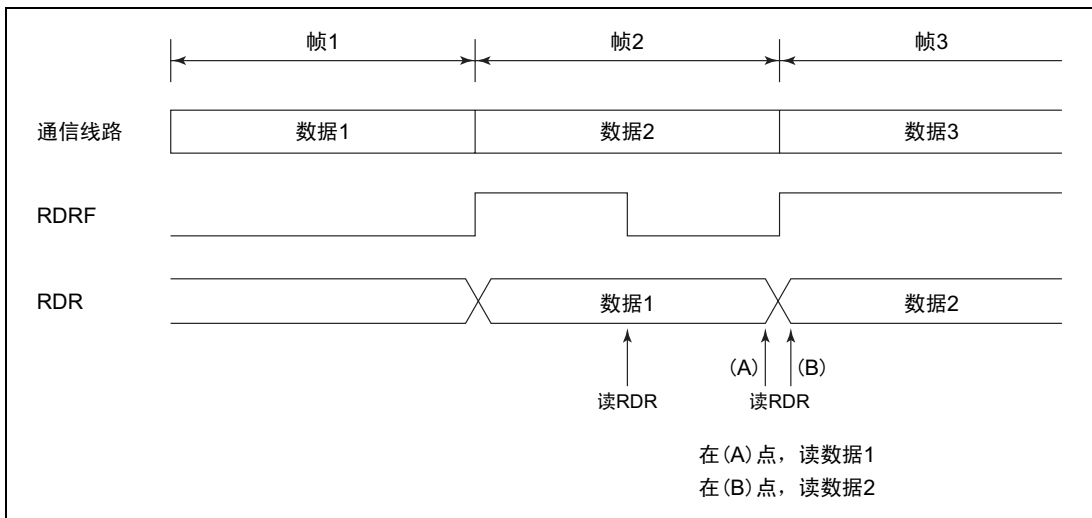 帧1 帧2 帧3
通信线路 数据1 数据2 数据3
RDRF
RDR 数据1 数据2
(A) (B)
读RDR 读RDR
在(A)点，读数据1
在(B)点，读数据2